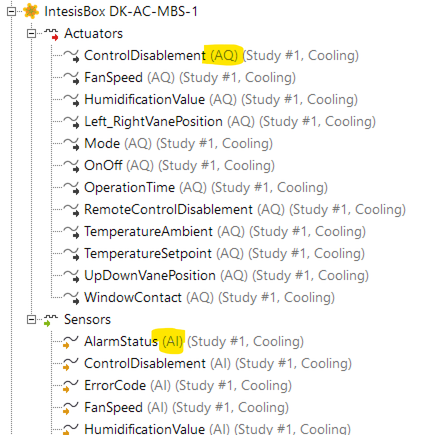 IntesisBox DK-AC-MBS-1
Actuators
ControlDisablement (AQ) (Study #1, Cooling)
FanSpeed (AQ) (Study #1, Cooling)
HumidificationValue (AQ) (Study #1, Cooling)
Left_RightVanePosition (AQ) (Study #1, Cooling)
Mode (AQ) (Study #1, Cooling)
OnOff (AQ) (Study #1, Cooling)
OperationTime (AQ) (Study #1, Cooling)
RemoteControlDisablement (AQ) (Study #1, Cooling)
TemperatureAmbient (AQ) (Study #1, Cooling)
TemperatureSetpoint (AQ) (Study #1, Cooling)
UpDownVanePosition (AQ) (Study #1, Cooling)
WindowContact (AQ) (Study #1, Cooling)
Sensors
AlarmStatus (AI) (Study #1, Cooling)
ControlDisablement (AI) (Study #1, Cooling)
ErrorCode (AI) (Study #1, Cooling)
FanSpeed (AI) (Study #1, Cooling)
HumidificationValue (AI) (Study #1, Cooling)